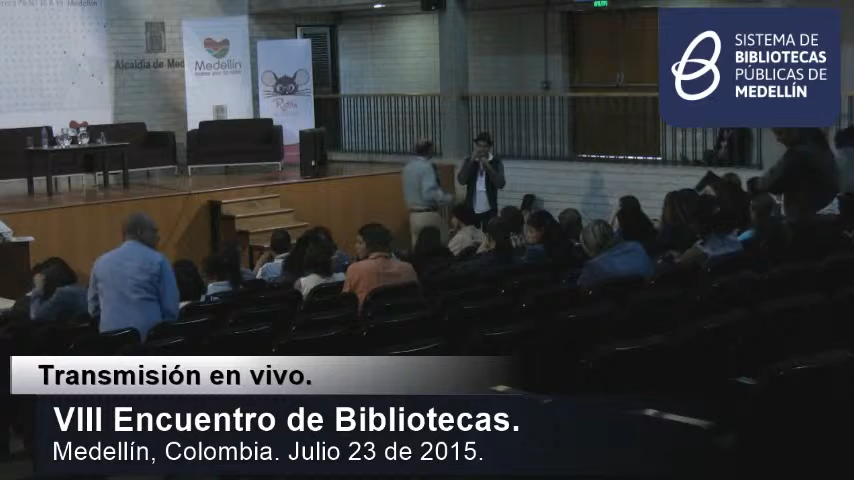 SISTEMA DE
BIBLIOTECAS
PÚBLICAS DE
MEDELLÍN
Alcaldía de Med
Medellín
Transmisión en vivo.
VIII Encuentro de Bibliotecas.
Medellín, Colombia. Julio 23 de 2015.